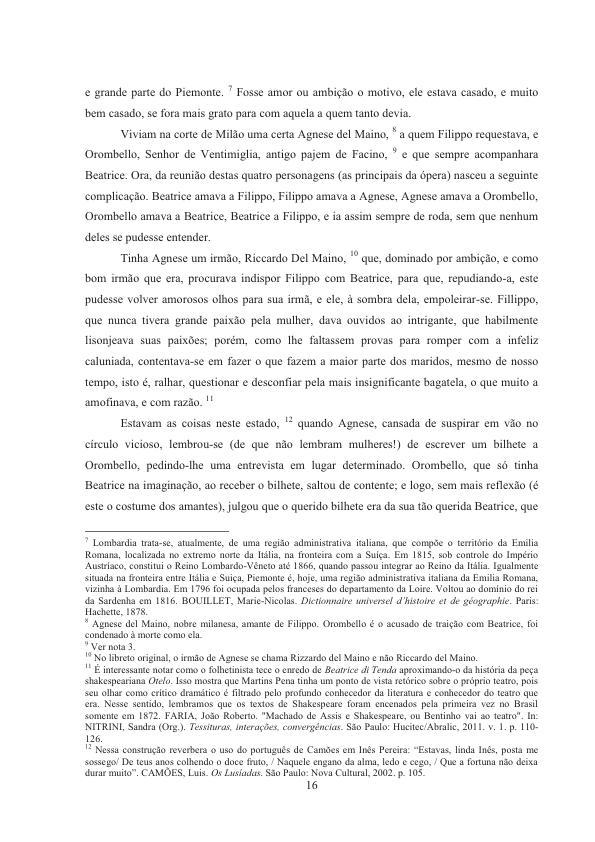 e grande parte do Piemonte. 7 Fosse amor ou ambição o motivo, ele estava casado, e muito
bem casado, se fora mais grato para com aquela a quem tanto devia.
Viviam na corte de Milão uma certa Agnese del Maino, 8 a quem Filippo requestava, e
Orombello, Senhor de Ventimiglia, antigo pajem de Facino, 9 e que sempre acompanhara
Beatrice. Ora, da reunião destas quatro personagens (as principais da ópera) nasceu a seguinte
complicação. Beatrice amava a Filippo, Filippo amava a Agnese, Agnese amava a Orombello,
Orombello amava a Beatrice, Beatrice a Filippo, e ia assim sempre de roda, sem que nenhum
deles se pudesse entender.
Tinha Agnese um irmão, Riccardo Del Maino, 10 que, dominado por ambição, e como
bom irmão que era, procurava indispor Filippo com Beatrice, para que, repudiando-a, este
pudesse volver amorosos olhos para sua irmã, e ele, à sombra dela, empoleirar-se. Fillippo,
que nunca tivera grande paixão pela mulher, dava ouvidos ao intrigante, que habilmente
lisonjeava suas paixões; porém, como lhe faltassem provas para romper com a infeliz
caluniada, contentava-se em fazer o que fazem a maior parte dos maridos, mesmo de nosso
tempo, isto é, ralhar, questionar e desconfiar pela mais insignificante bagatela, o que muito a
amofinava, e com razão. 11
Estavam as coisas neste estado, 12 quando Agnese, cansada de suspirar em vão no
círculo vicioso, lembrou-se (de que não lembram mulheres!) de escrever um bilhete a
Orombello, pedindo-lhe uma entrevista em lugar determinado. Orombello, que só tinha
Beatrice na imaginação, ao receber o bilhete, saltou de contente; e logo, sem mais reflexão (é
este o costume dos amantes), julgou que o querido bilhete era da sua tão querida Beatrice, que
7 Lombardia trata-se, atualmente, de uma região administrativa italiana, que compõe o território da Emilia
Romana, localizada no extremo norte da Itália, na fronteira com a Suíça. Em 1815, sob controle do Império
Austríaco, constitui o Reino Lombardo-Vêneto até 1866, quando passou integrar ao Reino da Itália. Igualmente
situada na fronteira entre Itália e Suiça, Piemonte é, hoje, uma região administrativa italiana da Emilia Romana,
vizinha à Lombardia. Em 1796 foi ocupada pelos franceses do departamento da Loire. Voltou ao domínio do rei
da Sardenha em 1816. BOUILLET, Marie-Nicolas. Dictionnaire universel d’histoire et de géographie. Paris:
Hachette, 1878.
8 Agnese del Maino, nobre milanesa, amante de Filippo. Orombello é o acusado de traição com Beatrice, foi
condenado à morte como ela.
9 Ver nota 3.
10 No libreto original, o irmão de Agnese se chama Rizzardo del Maino e não Riccardo del Maino.
11 É interessante notar como o folhetinista tece o enredo de Beatrice di Tenda aproximando-o da história da peça
shakespeariana Otelo. Isso mostra que Martins Pena tinha um ponto de vista retórico sobre o próprio teatro, pois
seu olhar como crítico dramático é filtrado pelo profundo conhecedor da literatura e conhecedor do teatro que
era. Nesse sentido, lembramos que os textos de Shakespeare foram encenados pela primeira vez no Brasil
somente em 1872. FARIA, João Roberto. "Machado de Assis e Shakespeare, ou Bentinho vai ao teatro". In:
NITRINI, Sandra (Org.). Tessituras, interações, convergências. São Paulo: Hucitec/Abralic, 2011. v. 1. p. 110-
126.
12 Nessa construção reverbera o uso do português de Camões em Inês Pereira: “Estavas, linda Inês, posta me
sossego/ De teus anos colhendo o doce fruto, / Naquele engano da alma, ledo e cego, / Que a fortuna não deixa
durar muito”. CAMÕES, Luis. Os Lusíadas. São Paulo: Nova Cultural, 2002. p. 105.
16